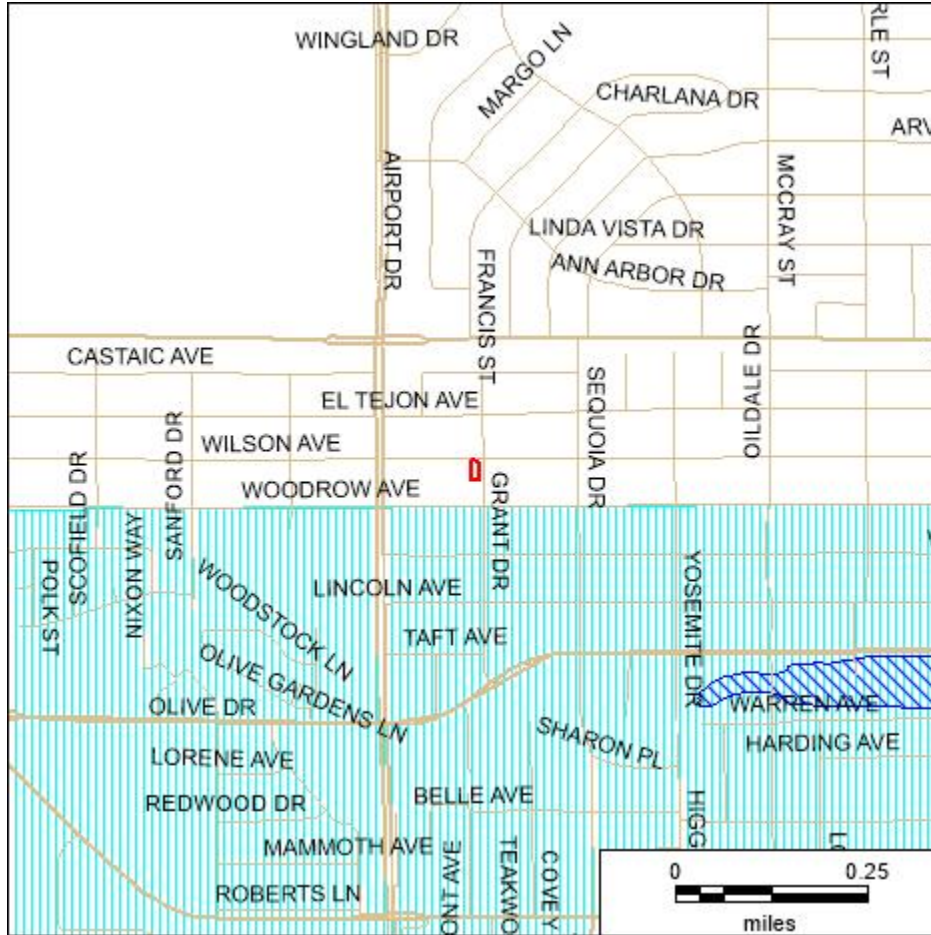 WINGLAND DR
MARGO LN
CHARLANA DR
RLE ST
ARV
AIRPORT DR
MCCRAY ST
LINDA VISTA DR
ANN ARBOR DR
FRANCIS ST
CASTAIC AVE
OLIDALE DR
EL TEJON AVE
SEQUOIA DR
WILSON AVE
SANFORD DR
WOODROW AVE
SCOFIELD DR
GRANT DR
NIXON WAY
POLK ST
WOODSTOCK LN
LINCOLN AVE
YOSEMITE DR
TAFT AVE
OLIVE GARDENS LN
OLIVE DR
WARREN AVE
SHARON PL
HARDING AVE
LORENE AVE
BELLE AVE
REDWOOD DR
HIGG
MAMMOTH AVE
ONT AVE
TEAKWO
COVEY
ROBERTS LN
0 0.25
miles